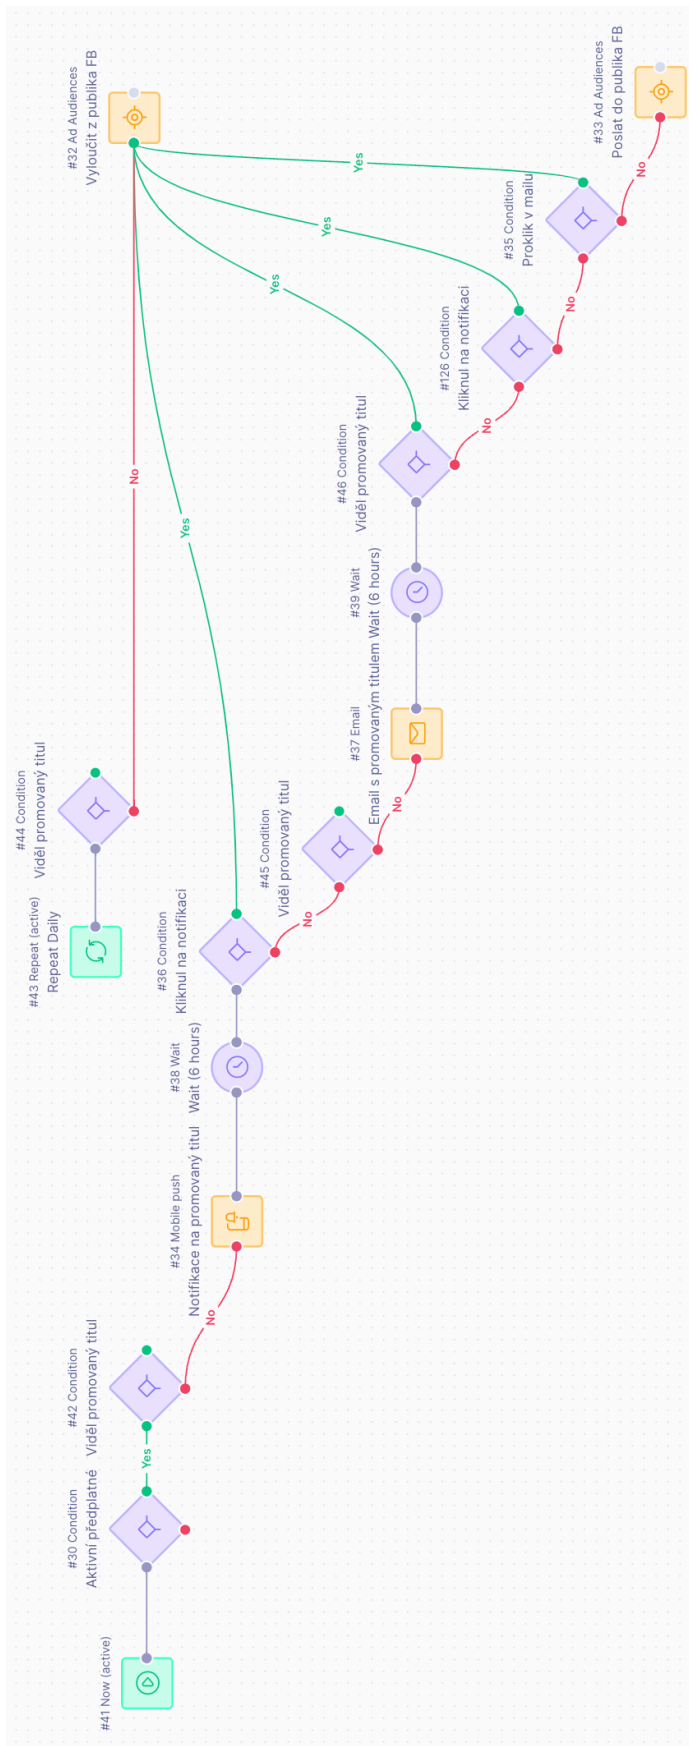 #41 Now (active)
#30 Condition
Aktivní předplatné
Yes
#42 Condition
Viděl promovaný titul
No
#34 Mobile push
Notifikace na promovaný titul
#38 Wait
Wait (6 hours)
#36 Condition
Kliknul na notifikaci
Yes
No
#43 Repeat (active)
Repeat Daily
#44 Condition
Viděl promovaný titul
No
#45 Condition
Viděl promovaný titul
No
#37 Email
Email s promovaným titulem
#39 Wait
Wait (6 hours)
#46 Condition
Viděl promovaný titul
Yes
No
#126 Condition
Kliknul na notifikaci
Yes
No
#35 Condition
Proklik v mailu
Yes
No
#32 Ad Audiences
Vyloučit z publika FB
#33 Ad Audiences
Poslat do publika FB